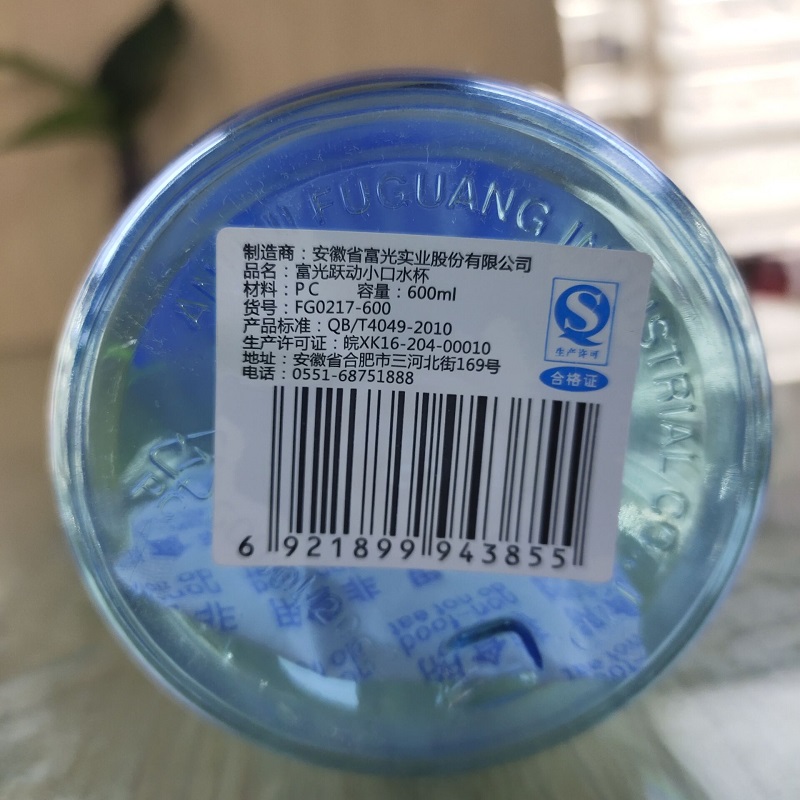 FUGUANG IN
USTRIAL CO
制造商：安徽省富光实业股份有限公司
品名：富光跃动小口水杯
材料：PC 容量：600ml
货号：FG0217-600
产品标准：QB/T4049-2010
生产许可证：皖XK16-204-00010
地址：安徽省合肥市三河北街169号
电话：0551-68751888
S
生产许可
合格证
6 921899 943855